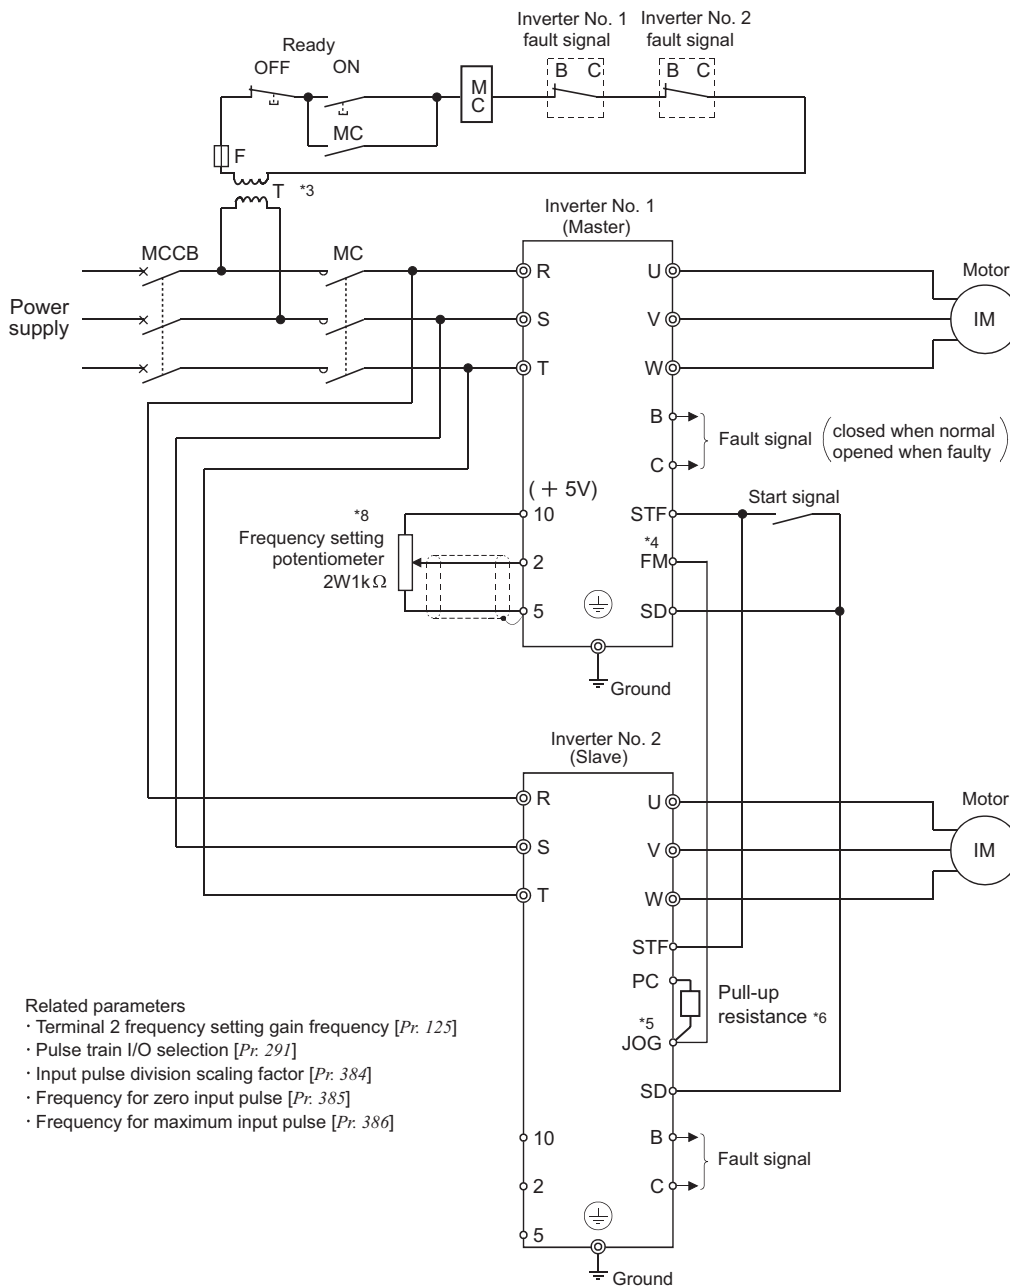 Inverter No. 1
fault signal
Inverter No. 2
fault signal
Ready
OFF
ON
B C
B C
M
C
MC
F
T *3
Inverter No. 1
(Master)
MCCB
MC
R
U
Motor
Power
supply
S
V
IM
T
W
B
Fault signal (closed when normal
opened when faulty)
C
( + 5V)
10
STF
Start signal
*8
Frequency setting
potentiometer
2W1kΩ
2
*4
FM
5
SD
Ground
Inverter No. 2
(Slave)
R
U
Motor
S
V
IM
T
W
STF
PC
Pull-up
resistance *6
*5
JOG
SD
Related parameters
· Terminal 2 frequency setting gain frequency [Pr. 125]
· Pulse train I/O selection [Pr. 291]
· Input pulse division scaling factor [Pr. 384]
· Frequency for zero input pulse [Pr. 385]
· Frequency for maximum input pulse [Pr. 386]
10
B
Fault signal
2
C
5
Ground